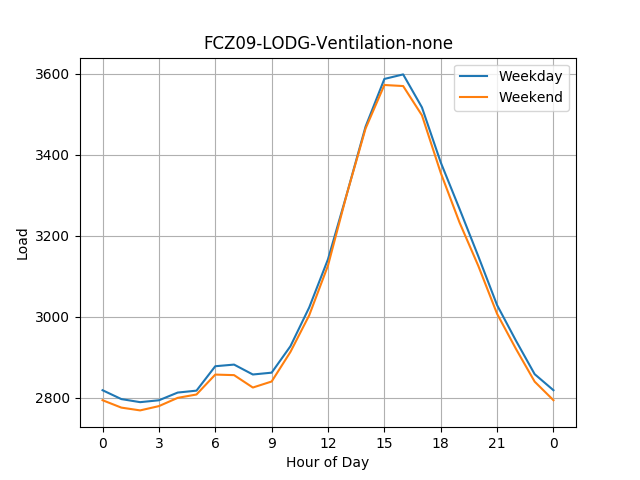 FCZ09-LODG-Ventilation-none
Weekday
Weekend
3600
3400
3200
3000
2800
Load
0 3 6 9 12 15 18 21 0
Hour of Day